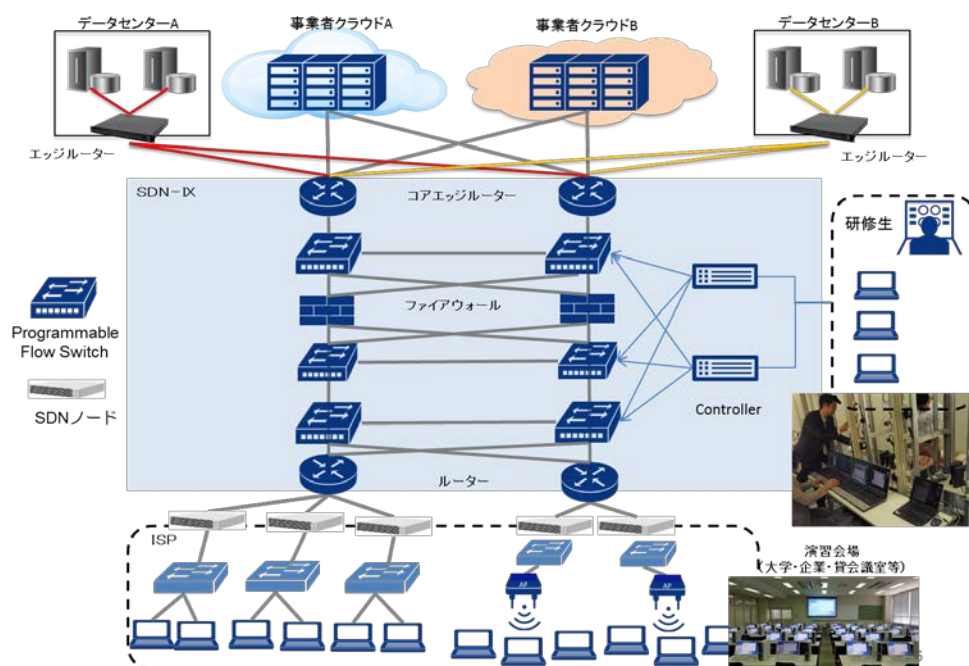 データセンターA
事業者クラウドA
事業者クラウドB
データセンターB
エッジルーター
エッジルーター
SDN-IX
コアエッジルーター
研修生
ファイアウォール
Programmable
Flow Switch
SDNノード
Controller
ルーター
ISP
演習会場
(大学・企業・貸会議室等)
AP
AP